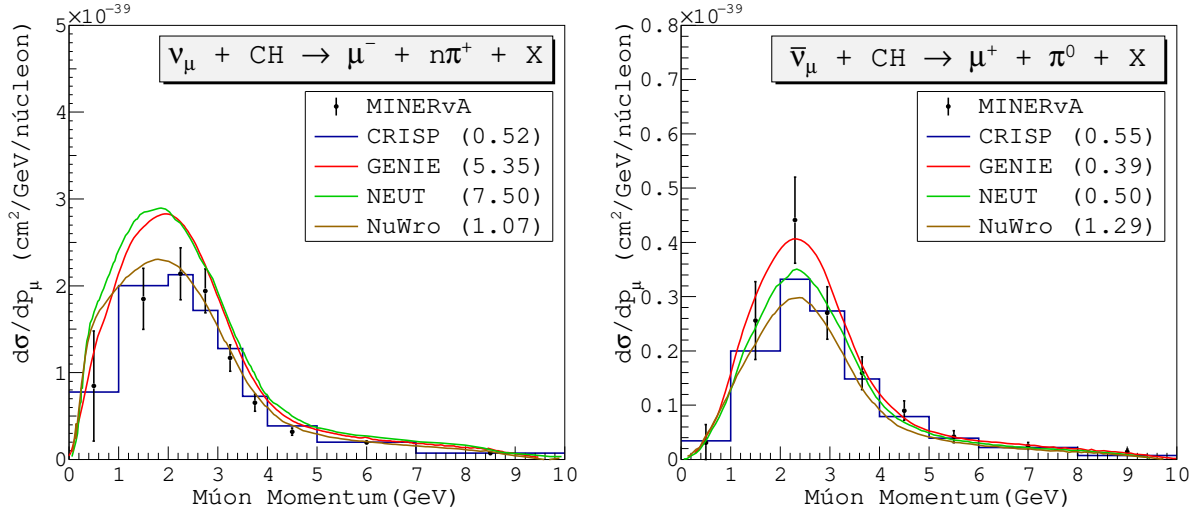 ×10⁻³⁹
5
4
3
2
1
0
dσ/dp_μ (cm²/GeV/núcleon)
ν_μ + CH → μ⁻ + nπ⁺ + X
MINERvA
CRISP (0.52)
GENIE (5.35)
NEUT (7.50)
NuWro (1.07)
0 1 2 3 4 5 6 7 8 9 10
Múon Momentum(GeV)
×10⁻³⁹
0.8
0.7
0.6
0.5
0.4
0.3
0.2
0.1
0.0
dσ/dp_μ (cm²/GeV/núcleon)
ν̅_μ + CH → μ⁺ + π⁰ + X
MINERvA
CRISP (0.55)
GENIE (0.39)
NEUT (0.50)
NuWro (1.29)
0 1 2 3 4 5 6 7 8 9 10
Múon Momentum(GeV)